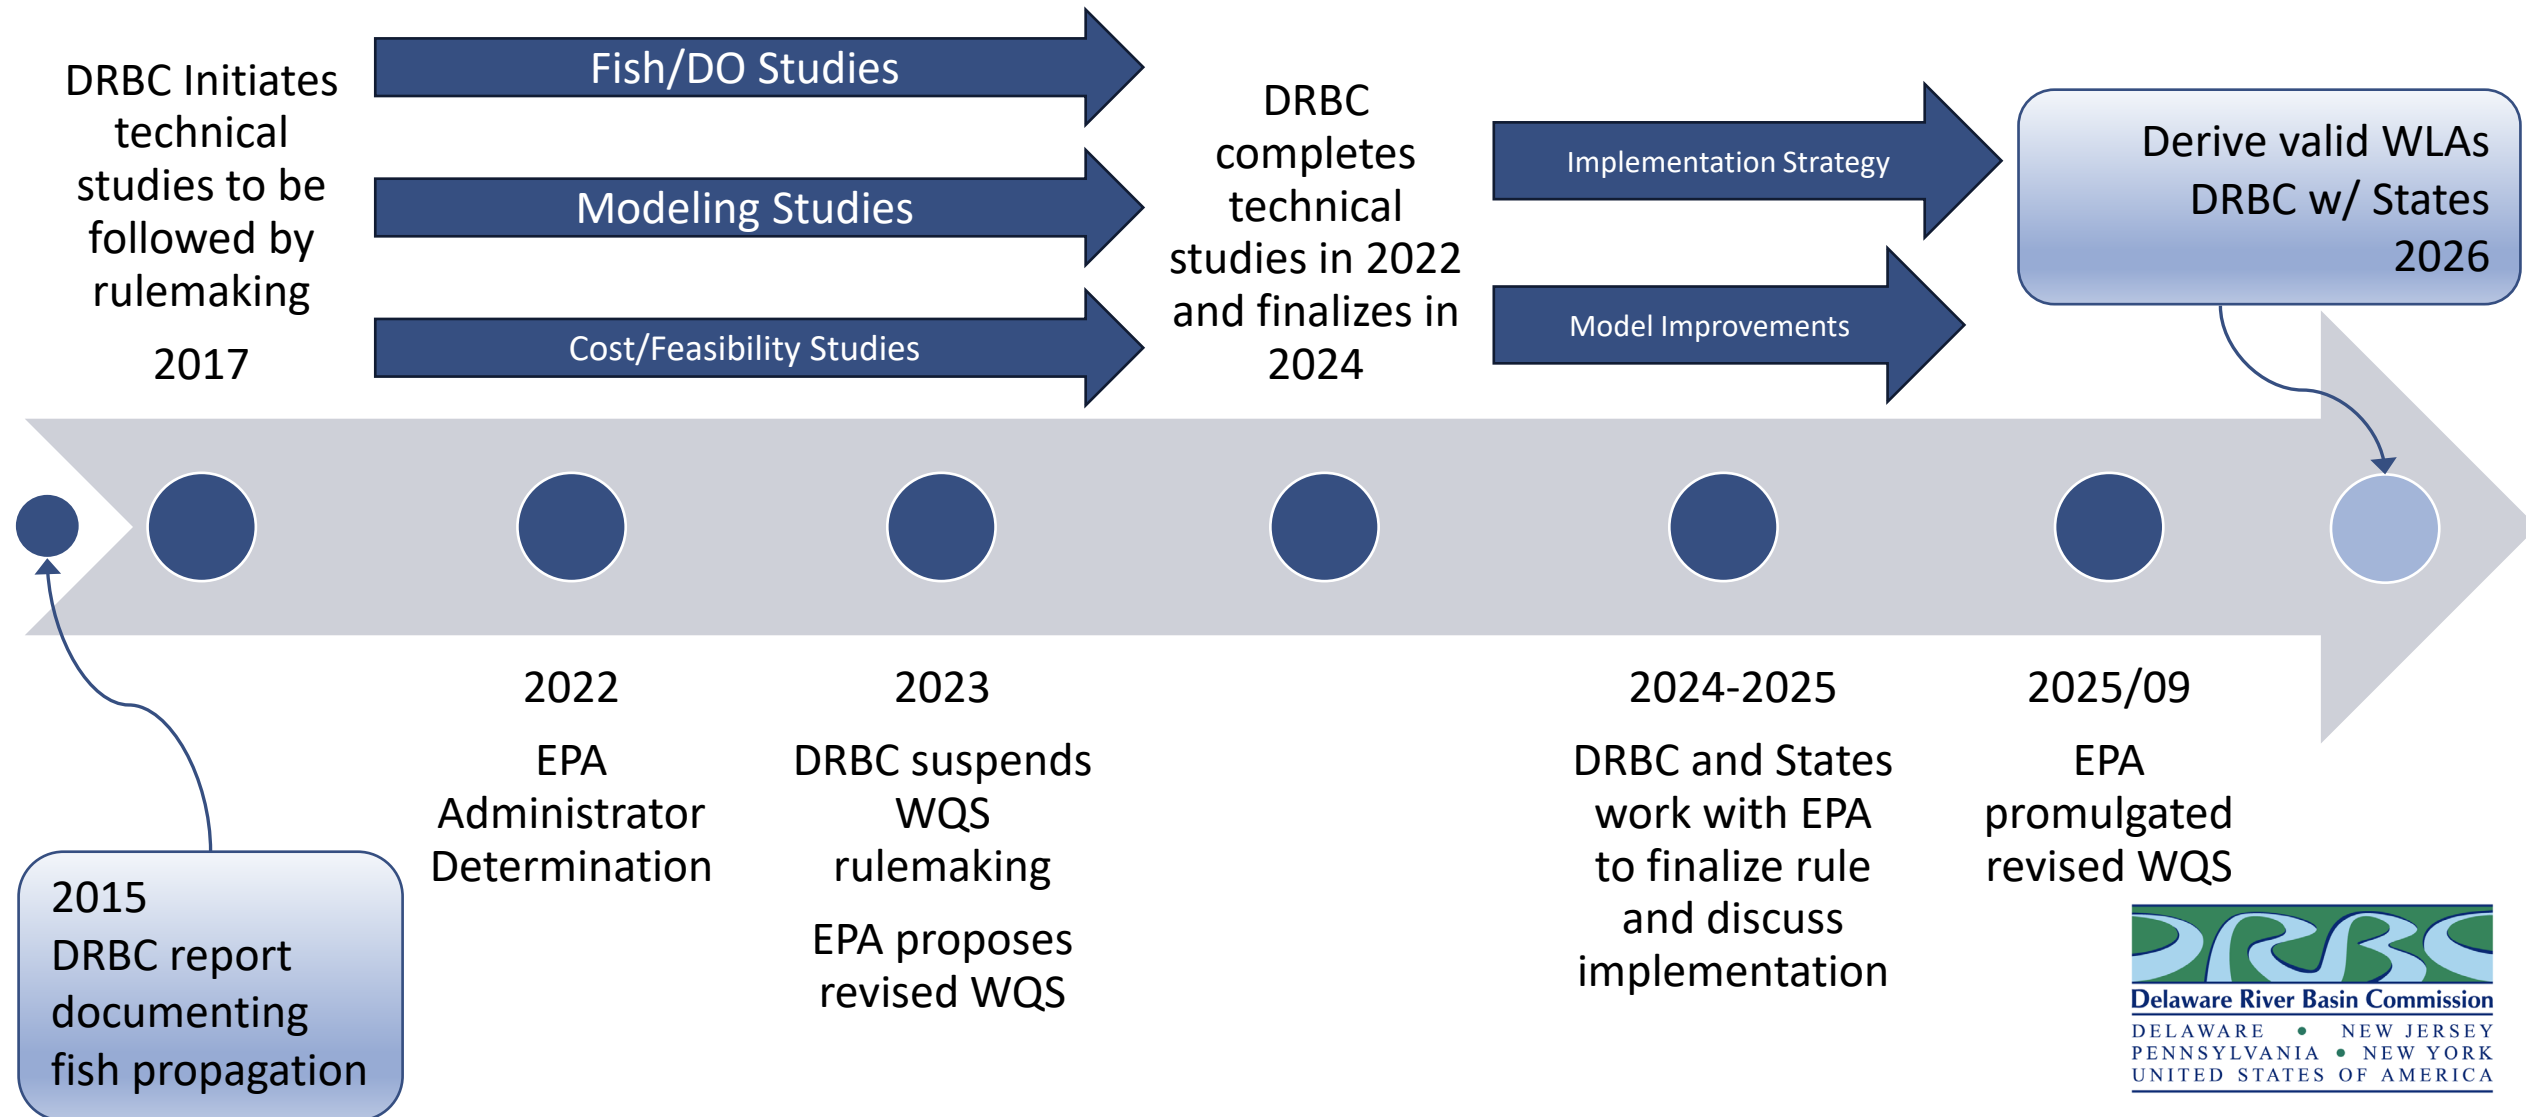 DRBC Initiates
technical
studies to be
followed by
rulemaking
2017
Fish/DO Studies
Modeling Studies
Cost/Feasibility Studies
DRBC
completes
technical
studies in 2022
and finalizes in
2024
Implementation Strategy
Model Improvements
Derive valid WLAs
DRBC w/ States
2026
2015
DRBC report
documenting
fish propagation
2022
EPA
Administrator
Determination
2023
DRBC suspends
WQS
rulemaking
EPA proposes
revised WQS
2024-2025
DRBC and States
work with EPA
to finalize rule
and discuss
implementation
2025/09
EPA
promulgated
revised WQS
DRBC
Delaware River Basin Commission
DELAWARE • NEW JERSEY
PENNSYLVANIA • NEW YORK
UNITED STATES OF AMERICA